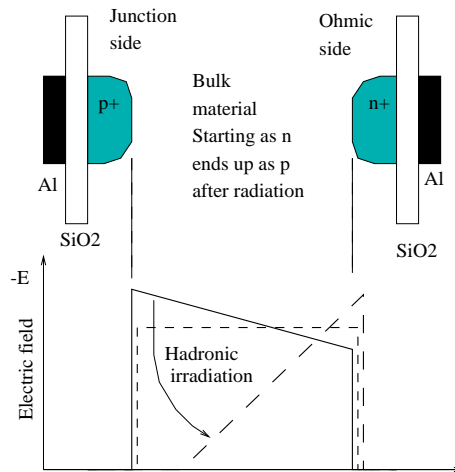 Junction
side
Ohmic
side
p+
Bulk
material
Starting as n
ends up as p
after radiation
n+
Al
SiO2
Al
SiO2
-E
Electric field
Hadronic
irradiation